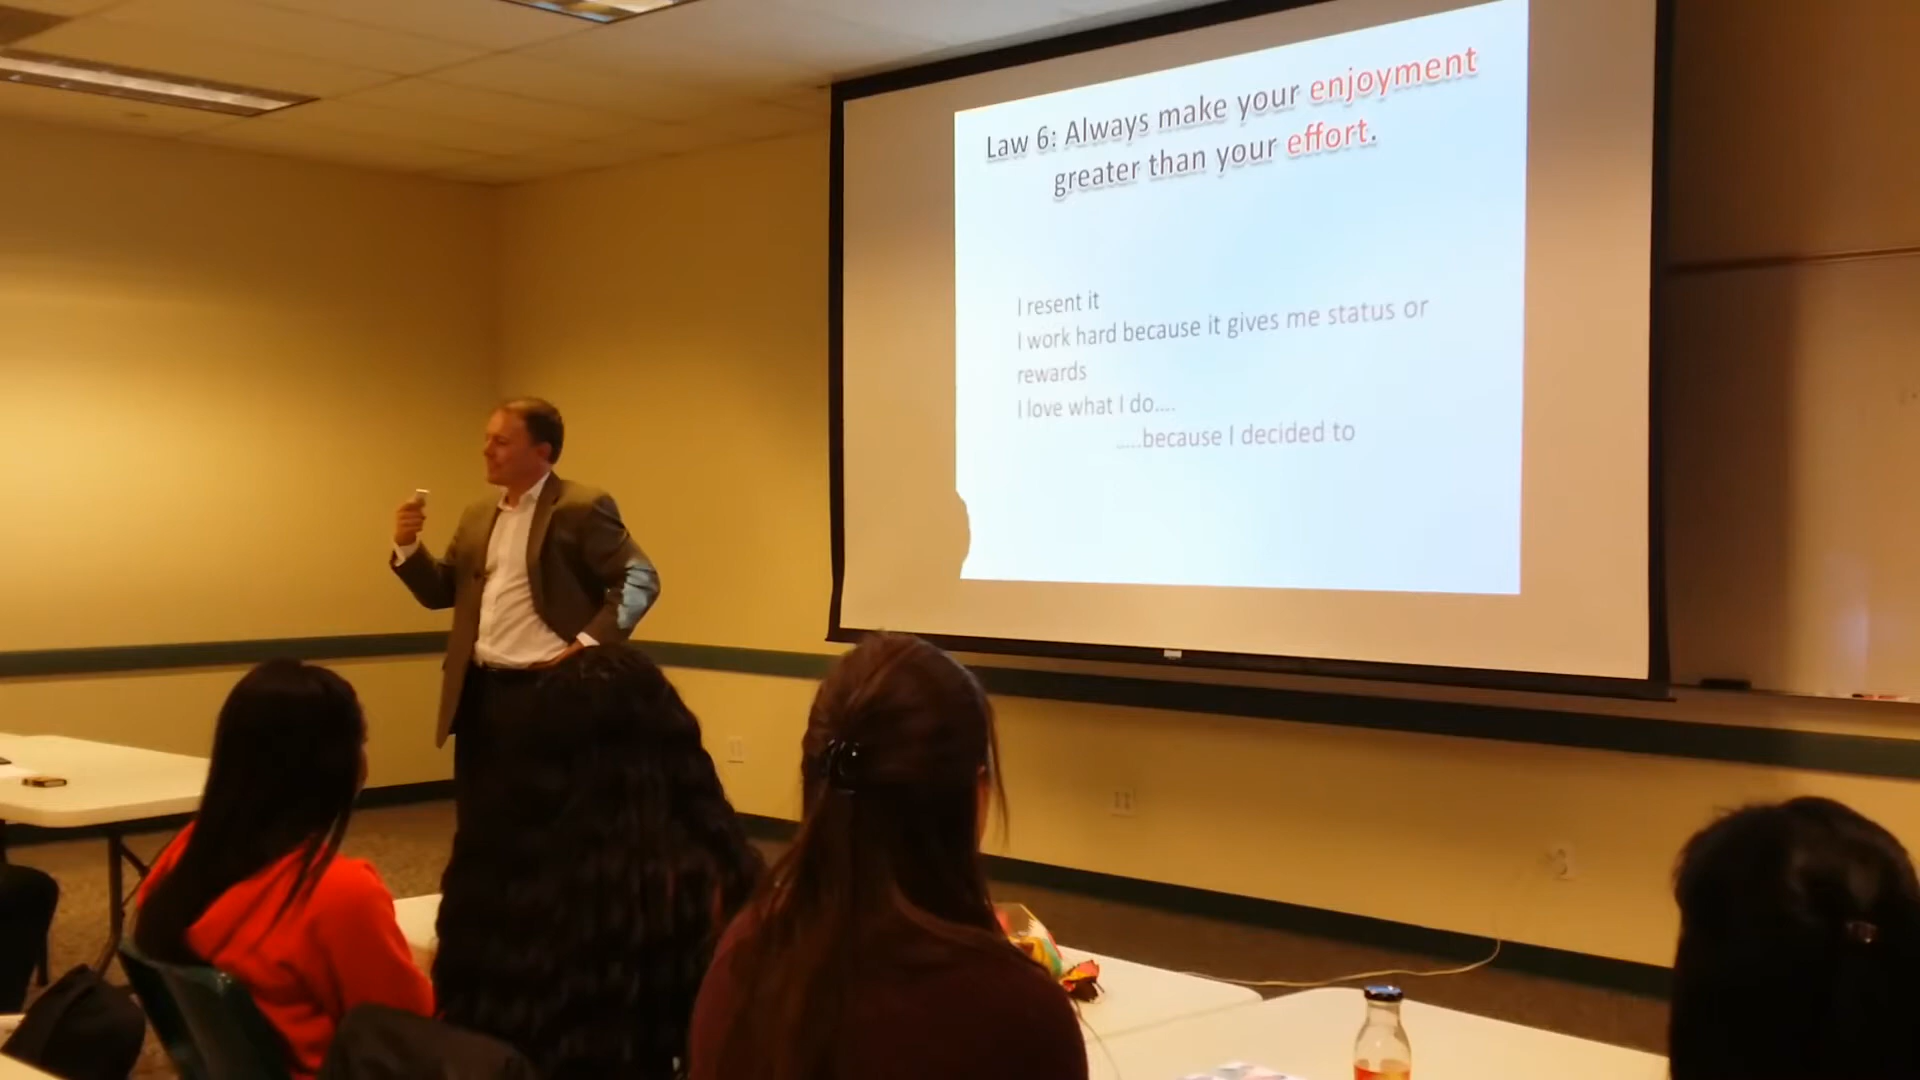 Law 6: Always make your enjoyment
greater than your effort.
I resent it
I work hard because it gives me status or
rewards
I love what I do....
.....because I decided to